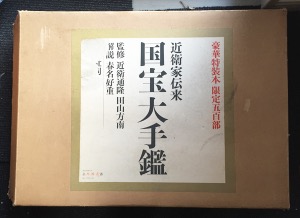 豪華特装本 限定五百部
近衛家伝来
国宝大手鑑
監修 近衛通隆 田山方南
解説 春名好重